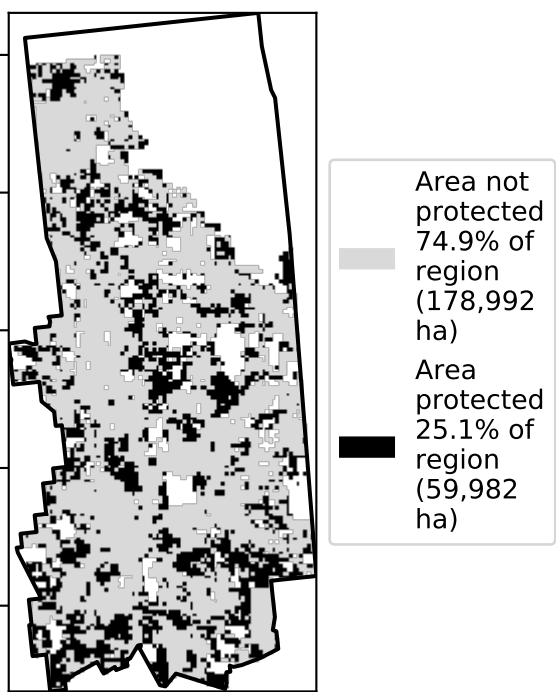 Area not
protected
74.9% of
region
(178,992
ha)
Area
protected
25.1% of
region
(59,982
ha)